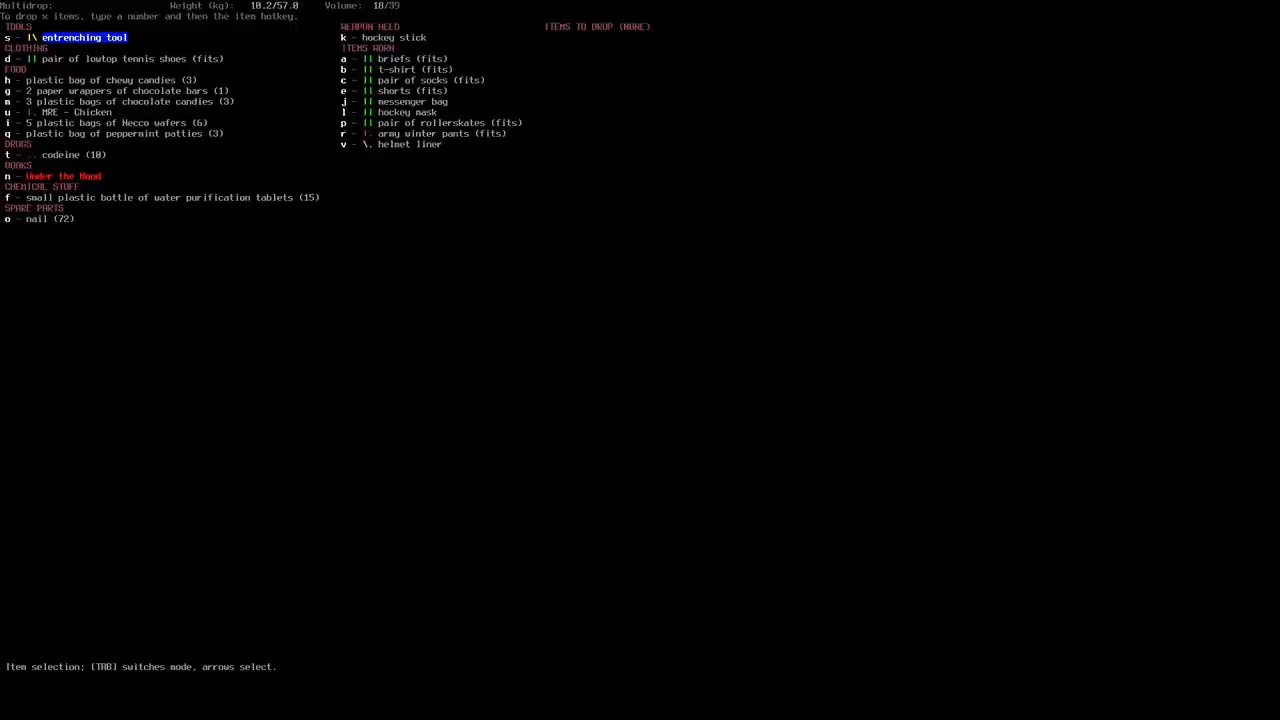 Multidrop: Weight (kg): 10.2/57.0 Volume: 18/39
To drop x items, type a number and then the item hotkey.
TOOLS
s - |\ entrenching tool
CLOTHING
d - || pair of lowtop tennis shoes (fits)
FOOD
h - plastic bag of chewy candies (3)
g - 2 paper wrappers of chocolate bars (1)
m - 3 plastic bags of chocolate candies (3)
u - |. MRE - Chicken
i - 5 plastic bags of Necco wafers (6)
q - plastic bag of peppermint patties (3)
DRUGS
t - .. codeine (10)
BOOKS
n - Under the Hood
CHEMICAL STUFF
f - small plastic bottle of water purification tablets (15)
SPARE PARTS
o - nail (72)
WEAPON HELD
k - hockey stick
ITEMS WORN
a - || briefs (fits)
b - || t-shirt (fits)
c - || pair of socks (fits)
e - || shorts (fits)
j - || messenger bag
l - || hockey mask
p - || pair of rollerskates (fits)
r - |. army winter pants (fits)
v - \. helmet liner
ITEMS TO DROP (NONE)
Item selection; [TAB] switches mode, arrows select.